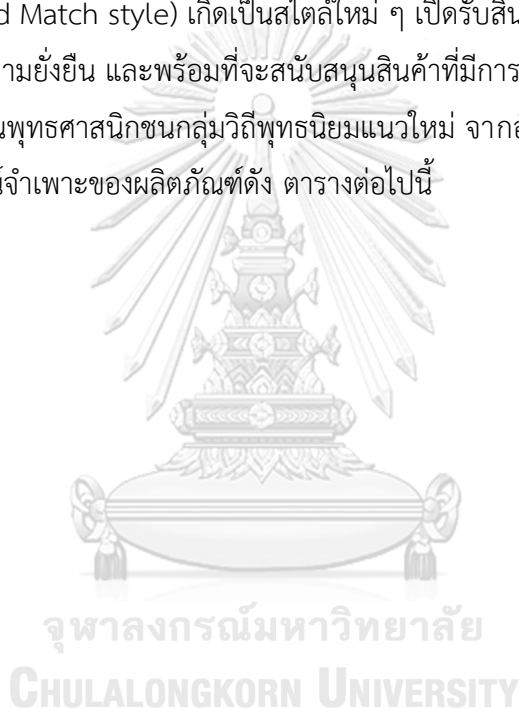 d Match style) เกิดเป็นสไตล์ใหม่ ๆ เปิดรับสิน
ามยั่งยืน และพร้อมที่จะสนับสนุนสินค้าที่มีการ
นพุทธศาสนิกชนกลุ่มวิถีพุทธนิยมแนวใหม่ จาก
น์จำเพาะของผลิตภัณฑ์ดัง ตารางต่อไปนี้
จุฬาลงกรณ์มหาวิทยาลัย
CHULALONGKORN UNIVERSITY